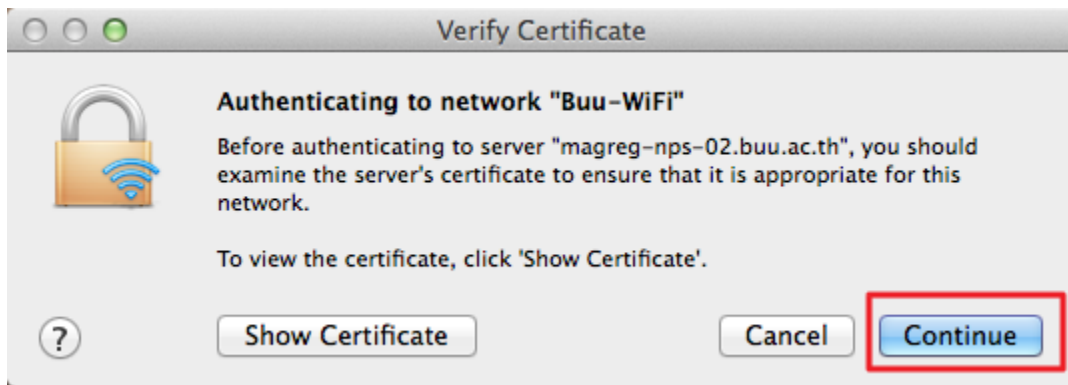 Verify Certificate
Authenticating to network "Buu-WiFi"
Before authenticating to server "magreg-nps-02.buu.ac.th", you should
examine the server's certificate to ensure that it is appropriate for this
network.
To view the certificate, click 'Show Certificate'.
? Show Certificate Cancel Continue